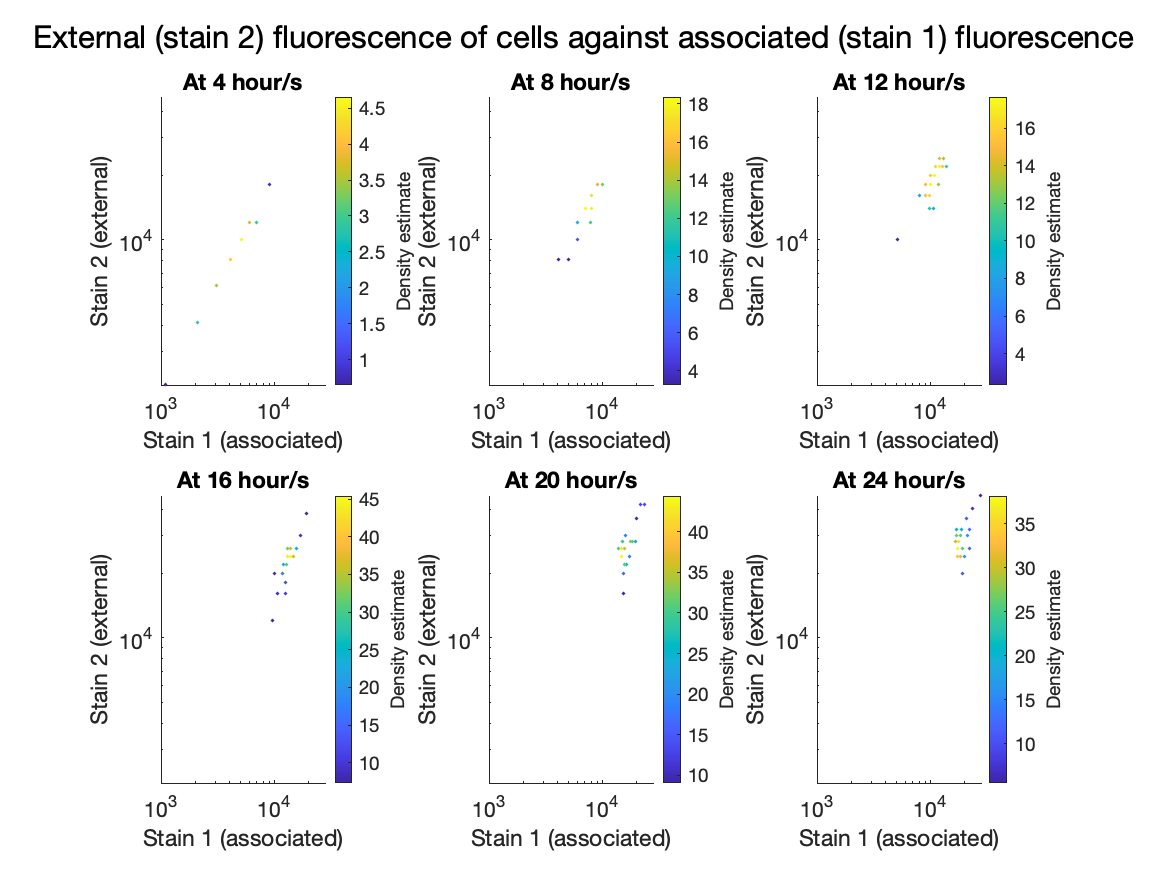 External (stain 2) fluorescence of cells against associated (stain 1) fluorescence
At 4 hour/s
Stain 2 (external)
10^4
10^3 10^4
Stain 1 (associated)
4.5
4
3.5
3
2.5
2
1.5
1
Density estimate
At 8 hour/s
Stain 2 (external)
10^4
10^3 10^4
Stain 1 (associated)
18
16
14
12
10
8
6
4
Density estimate
At 12 hour/s
Stain 2 (external)
10^4
10^3 10^4
Stain 1 (associated)
16
14
12
10
8
6
4
Density estimate
At 16 hour/s
Stain 2 (external)
10^4
10^3 10^4
Stain 1 (associated)
45
40
35
30
25
20
15
10
Density estimate
At 20 hour/s
Stain 2 (external)
10^4
10^3 10^4
Stain 1 (associated)
40
35
30
25
20
15
10
Density estimate
At 24 hour/s
Stain 2 (external)
10^4
10^3 10^4
Stain 1 (associated)
35
30
25
20
15
10
Density estimate